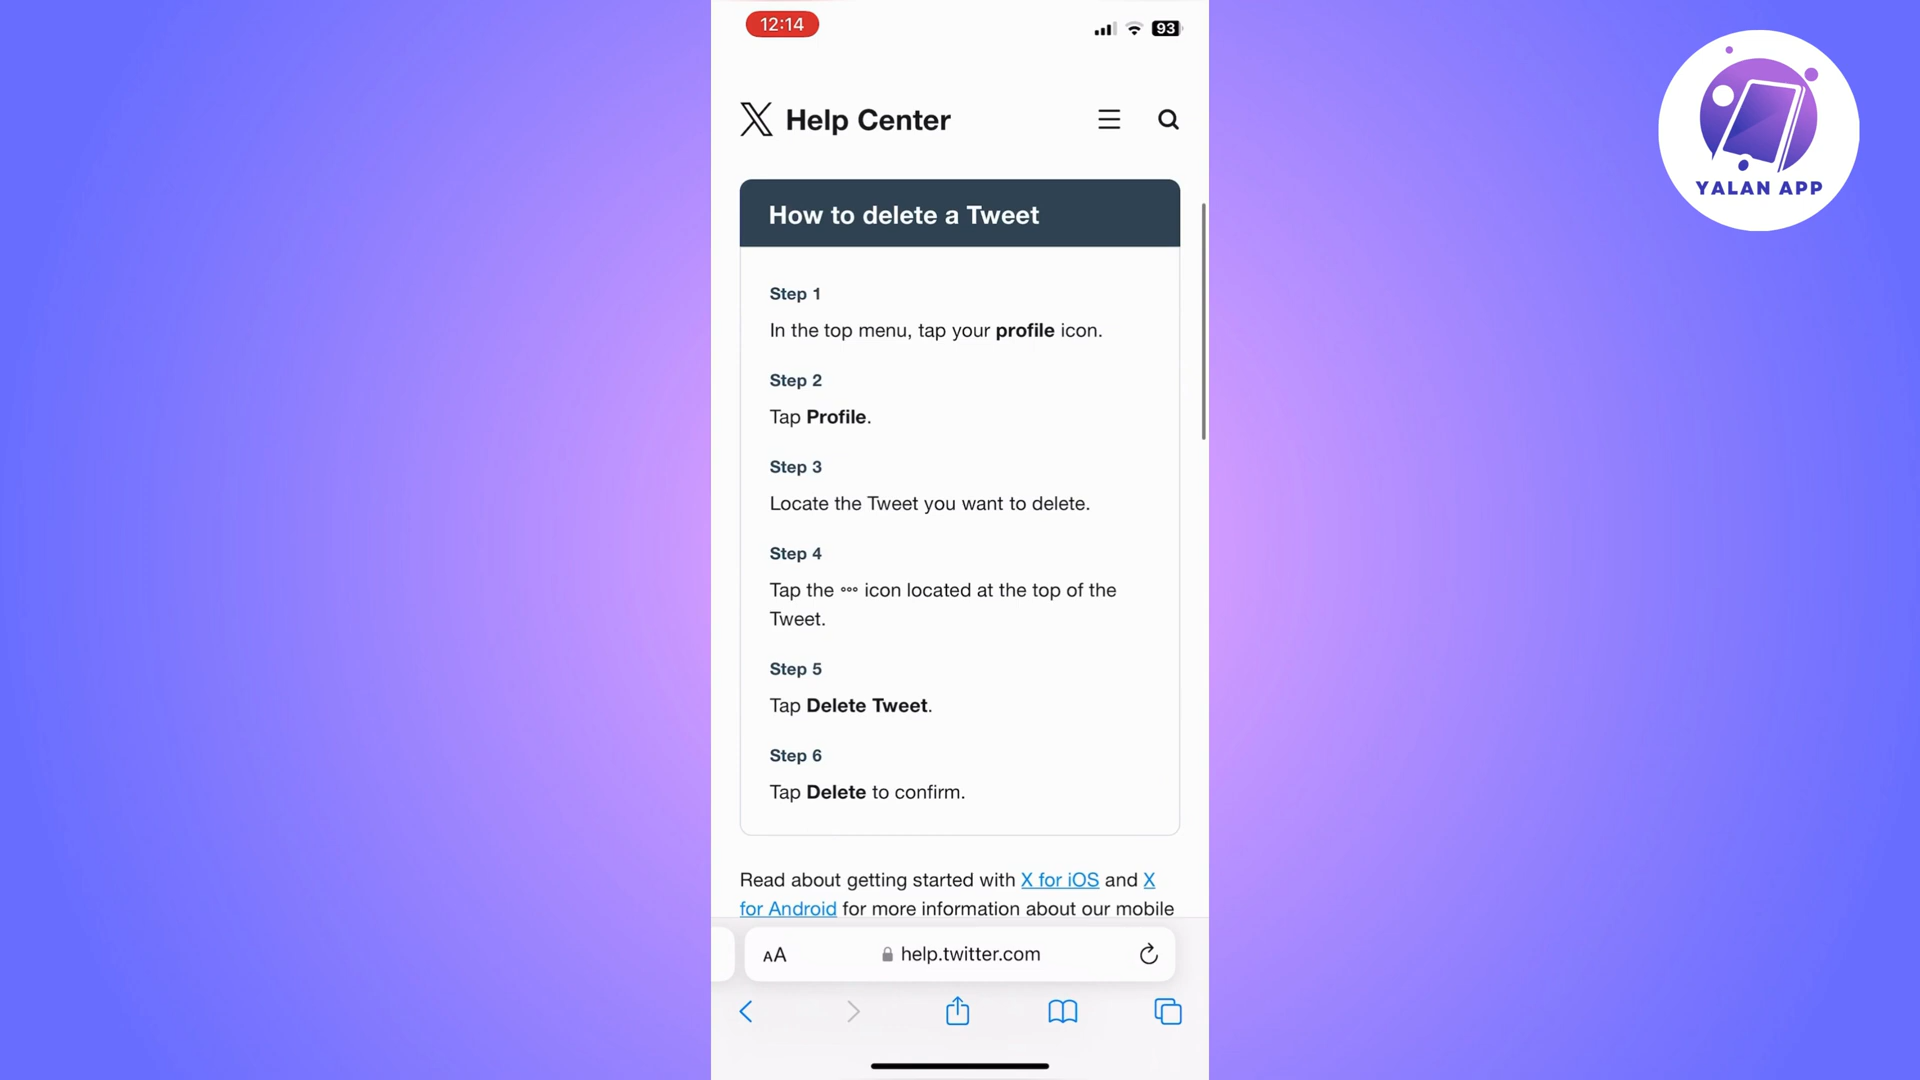 12:14
93
YALAN APP
X Help Center
How to delete a Tweet
Step 1
In the top menu, tap your profile icon.
Step 2
Tap Profile.
Step 3
Locate the Tweet you want to delete.
Step 4
Tap the ••• icon located at the top of the
Tweet.
Step 5
Tap Delete Tweet.
Step 6
Tap Delete to confirm.
Read about getting started with X for iOS and X
for Android for more information about our mobile
AA
help.twitter.com